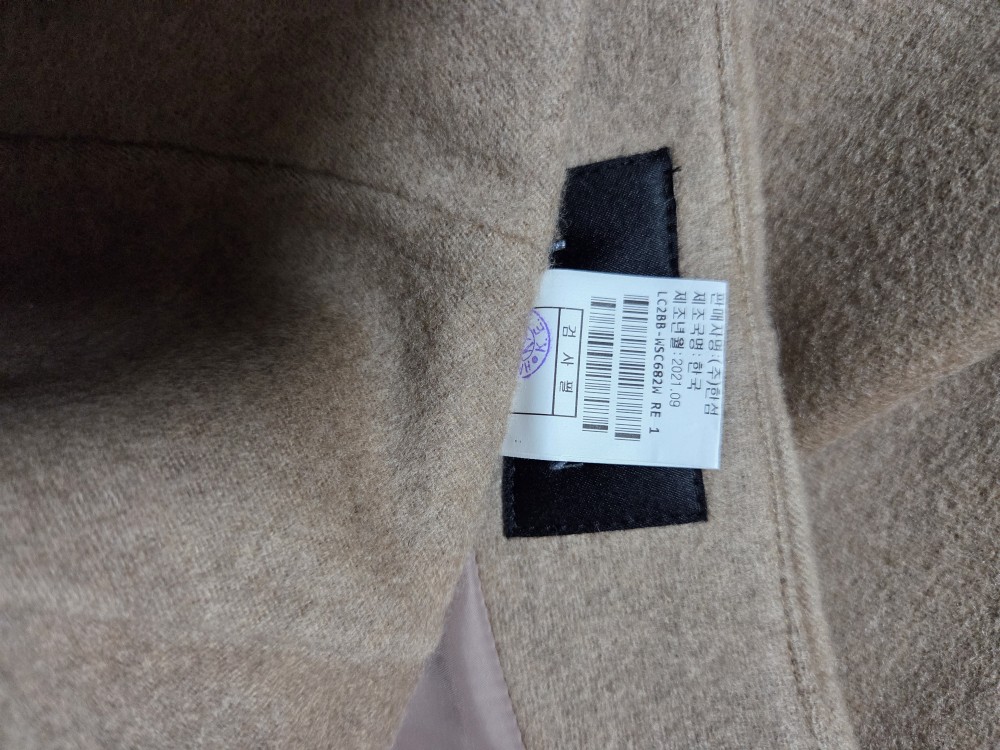 판매사명:(주)한섬
제조국명:한국
제조년월:2021.09
LC2BB-WSC682W RE 1
검사필